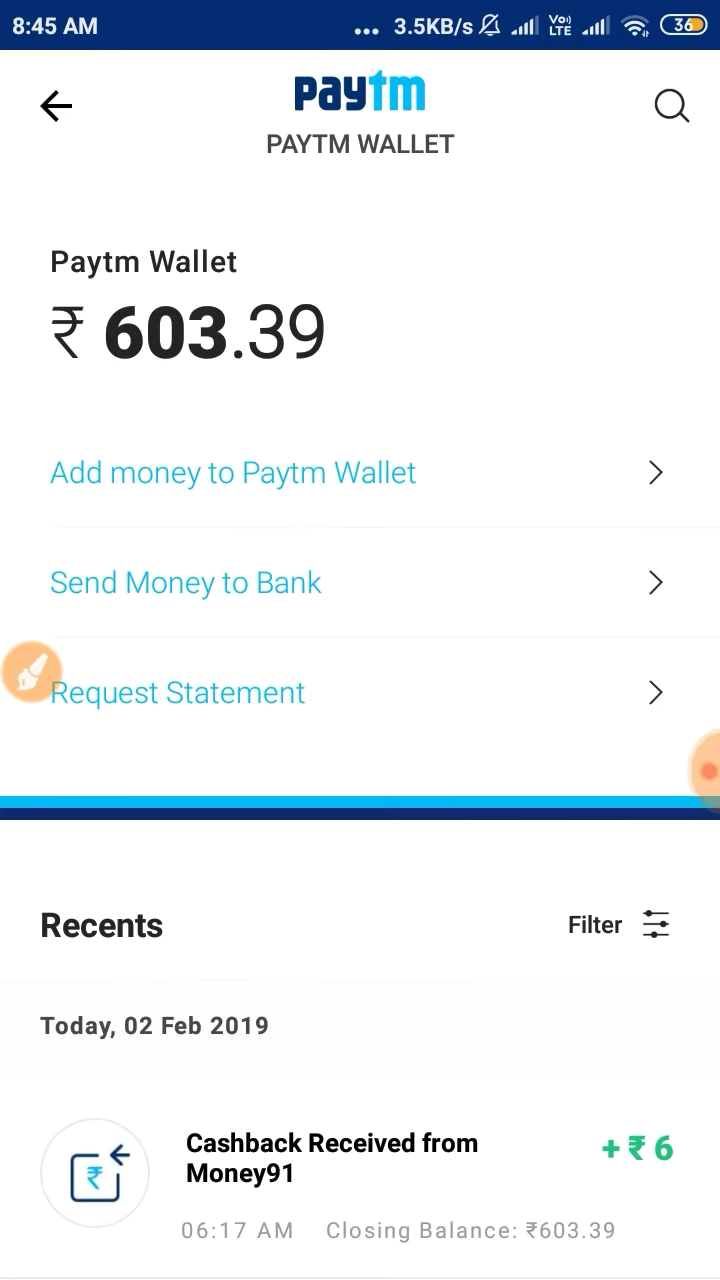 8:45 AM ... 3.5KB/s Vo)) LTE 36
paytm
PAYTM WALLET
Paytm Wallet
₹ 603.39
Add money to Paytm Wallet
Send Money to Bank
Request Statement
Recents
Filter
Today, 02 Feb 2019
Cashback Received from
Money91
+ ₹ 6
06:17 AM Closing Balance: ₹603.39